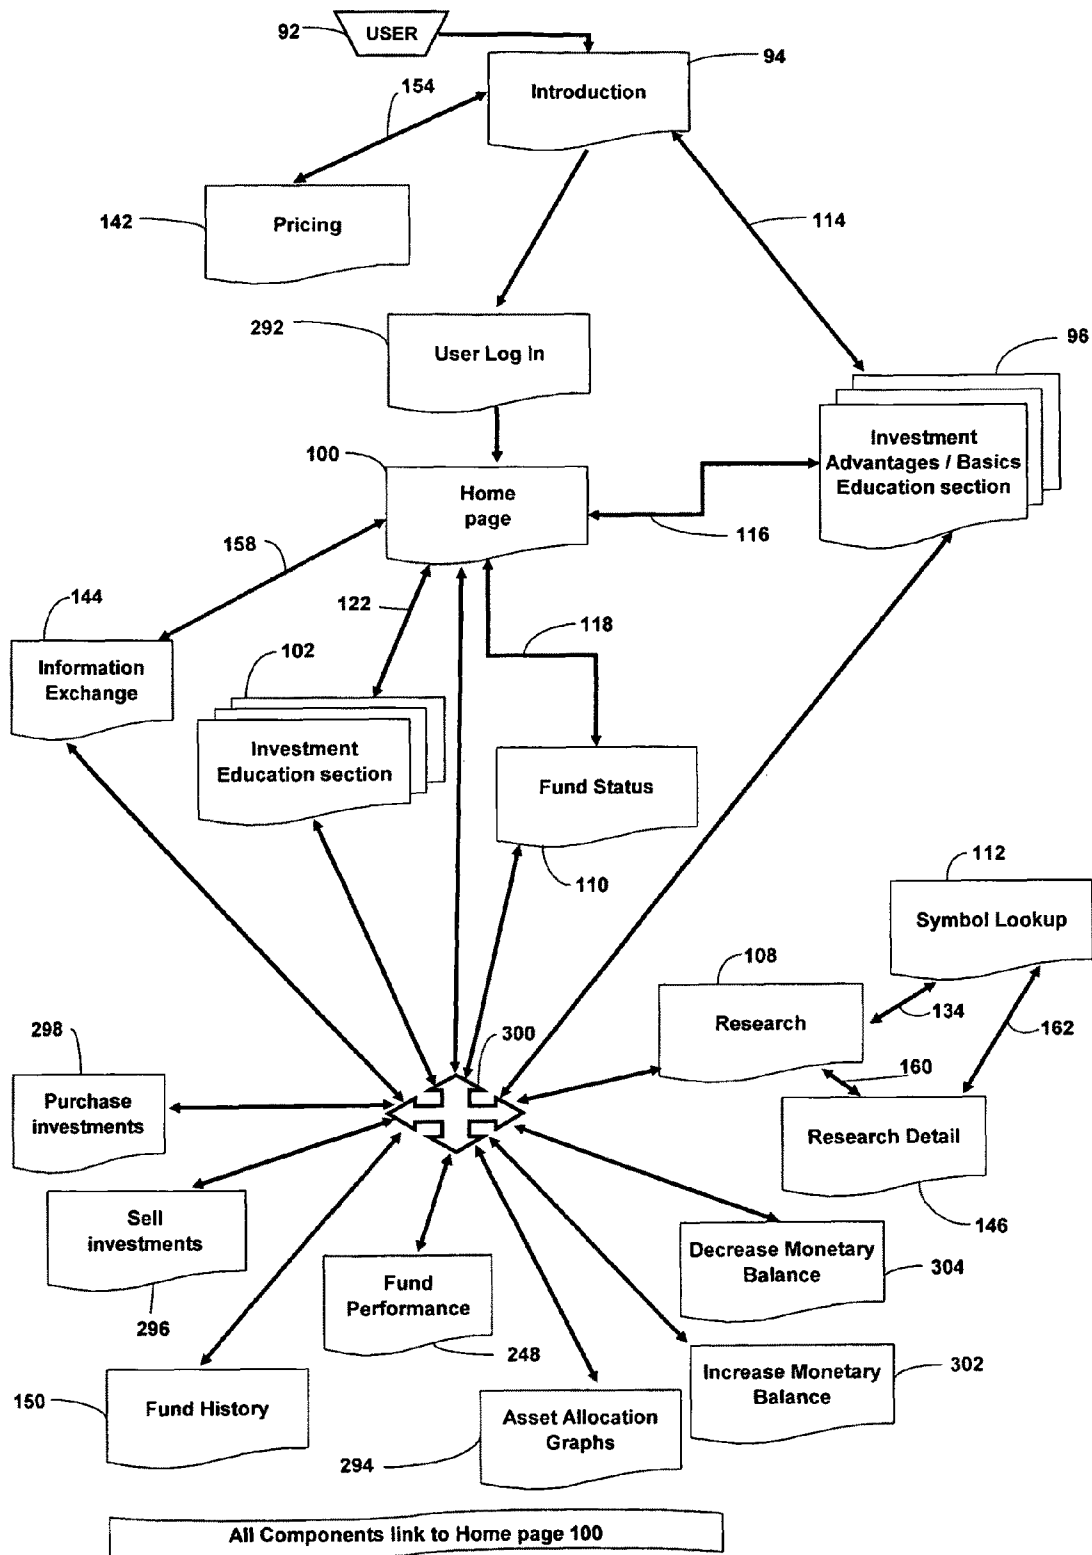 92
USER
94
Introduction
154
142
Pricing
114
292
User Log In
96
Investment
Advantages / Basics
Education section
100
Home
page
116
158
144
122
118
102
Information
Exchange
Investment
Education section
Fund Status
110
112
Symbol Lookup
108
Research
134
162
298
300
160
Purchase
investments
Research Detail
146
Sell
investments
296
Decrease Monetary
Balance
304
Fund
Performance
248
Increase Monetary
Balance
302
150
Fund History
Asset Allocation
Graphs
294
All Components link to Home page 100